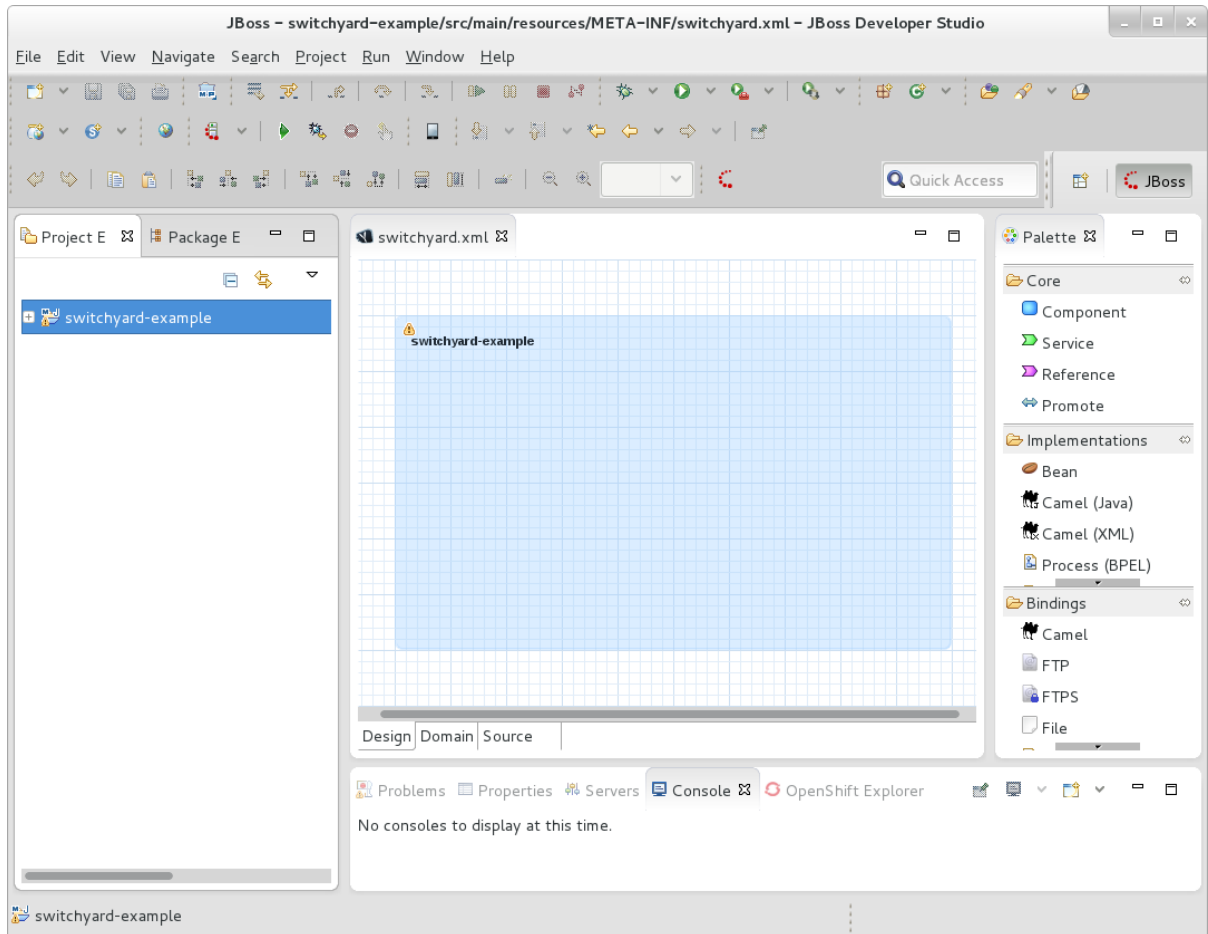 JBoss – switchyard-example/src/main/resources/META-INF/switchyard.xml – JBoss Developer Studio
File Edit View Navigate Search Project Run Window Help
Quick Access
JBoss
Project E
Package E
switchyard-example
switchyard.xml
switchyard-example
Design Domain Source
Palette
Core
Component
Service
Reference
Promote
Implementations
Bean
Camel (Java)
Camel (XML)
Process (BPEL)
Bindings
Camel
FTP
FTPS
File
Problems Properties Servers Console OpenShift Explorer
No consoles to display at this time.
switchyard-example